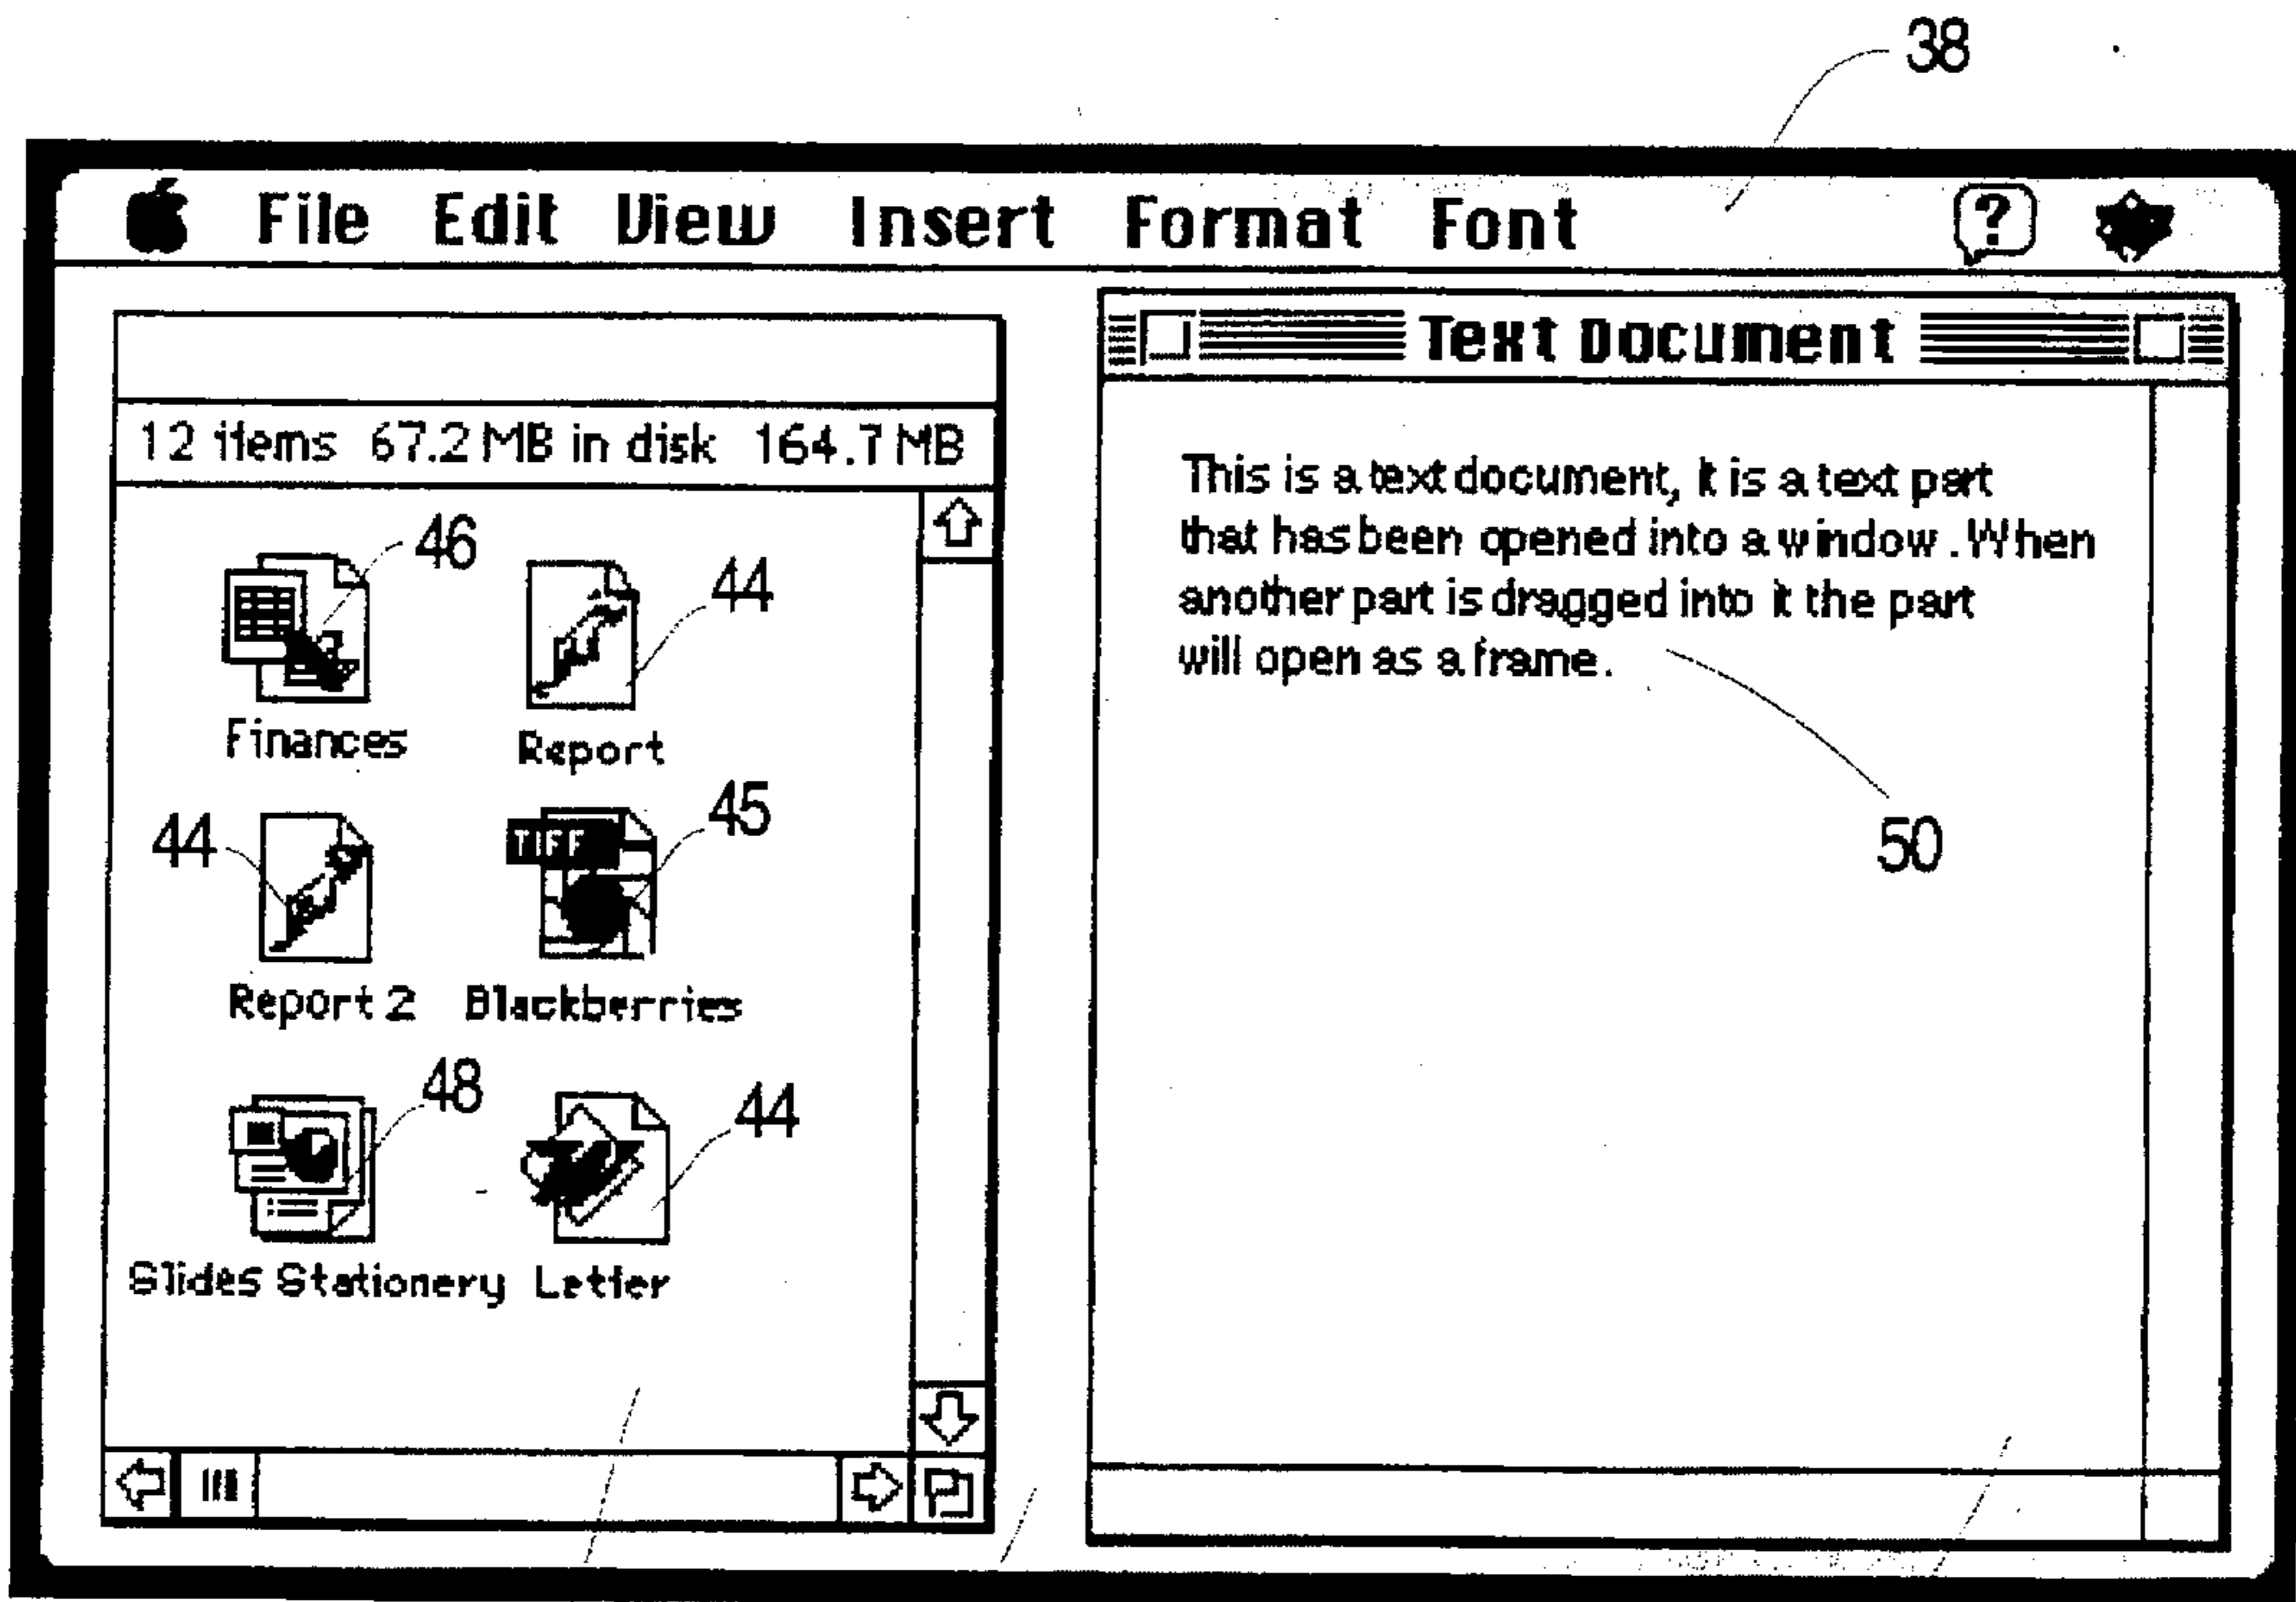 38
File Edit View Insert Format Font ?
12 items 67.2 MB in disk 164.7 MB
46
44
Finances Report
44
TIFF
45
Report 2 Blackberries
48
44
Slides Stationery Letter
Text Document
This is a text document, it is a text part
that has been opened into a window. When
another part is dragged into it the part
will open as a frame.
50